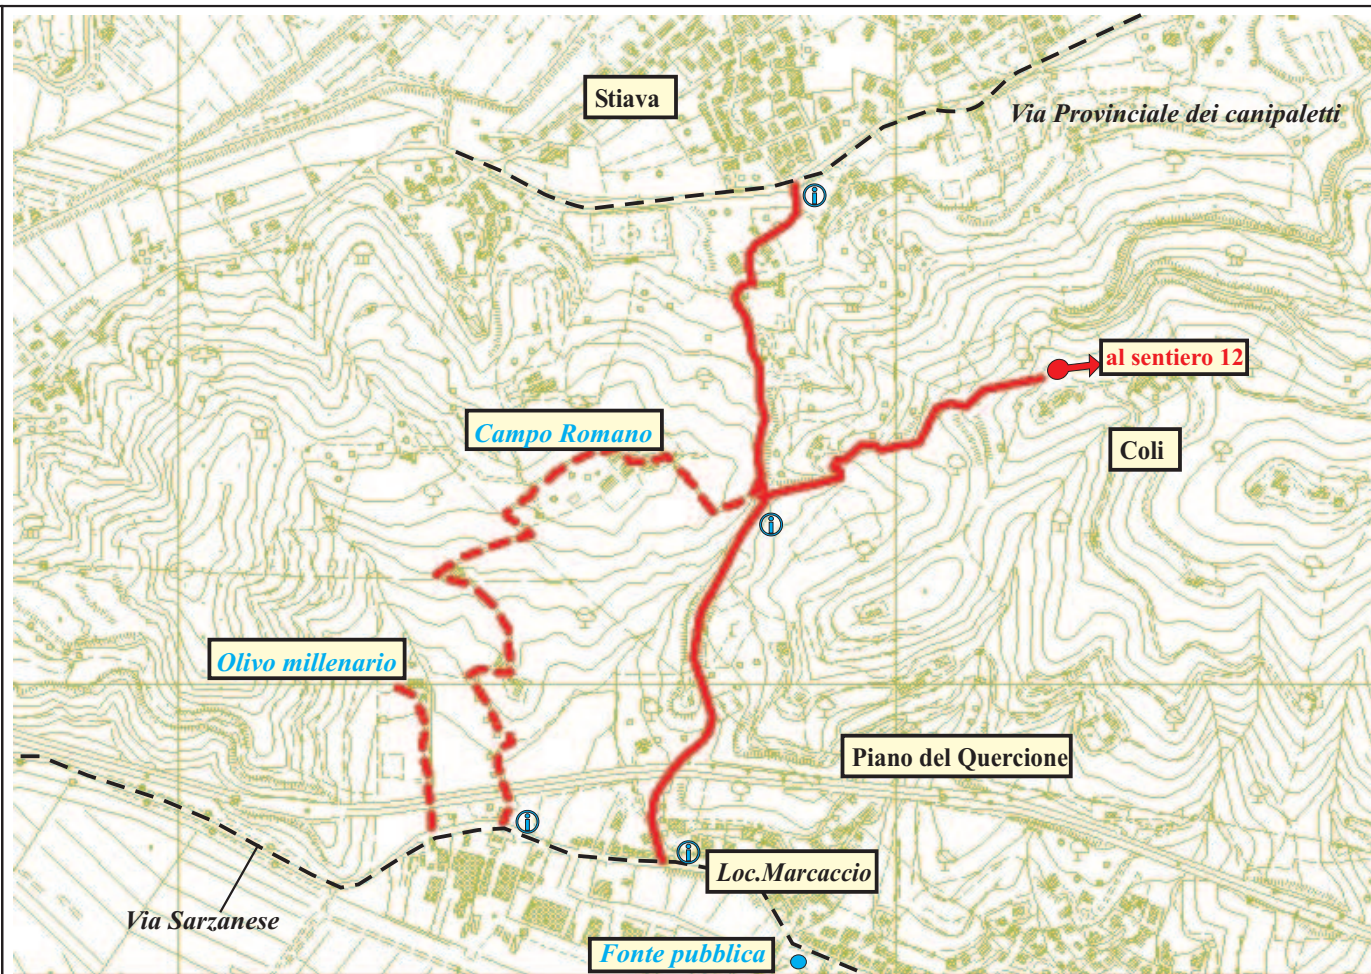 Stiava
Via Provinciale dei canipaletti
al sentiero 12
Campo Romano
Coli
Olivo millenario
Piano del Quercione
Loc.Marcaccio
Via Sarzanese
Fonte pubblica